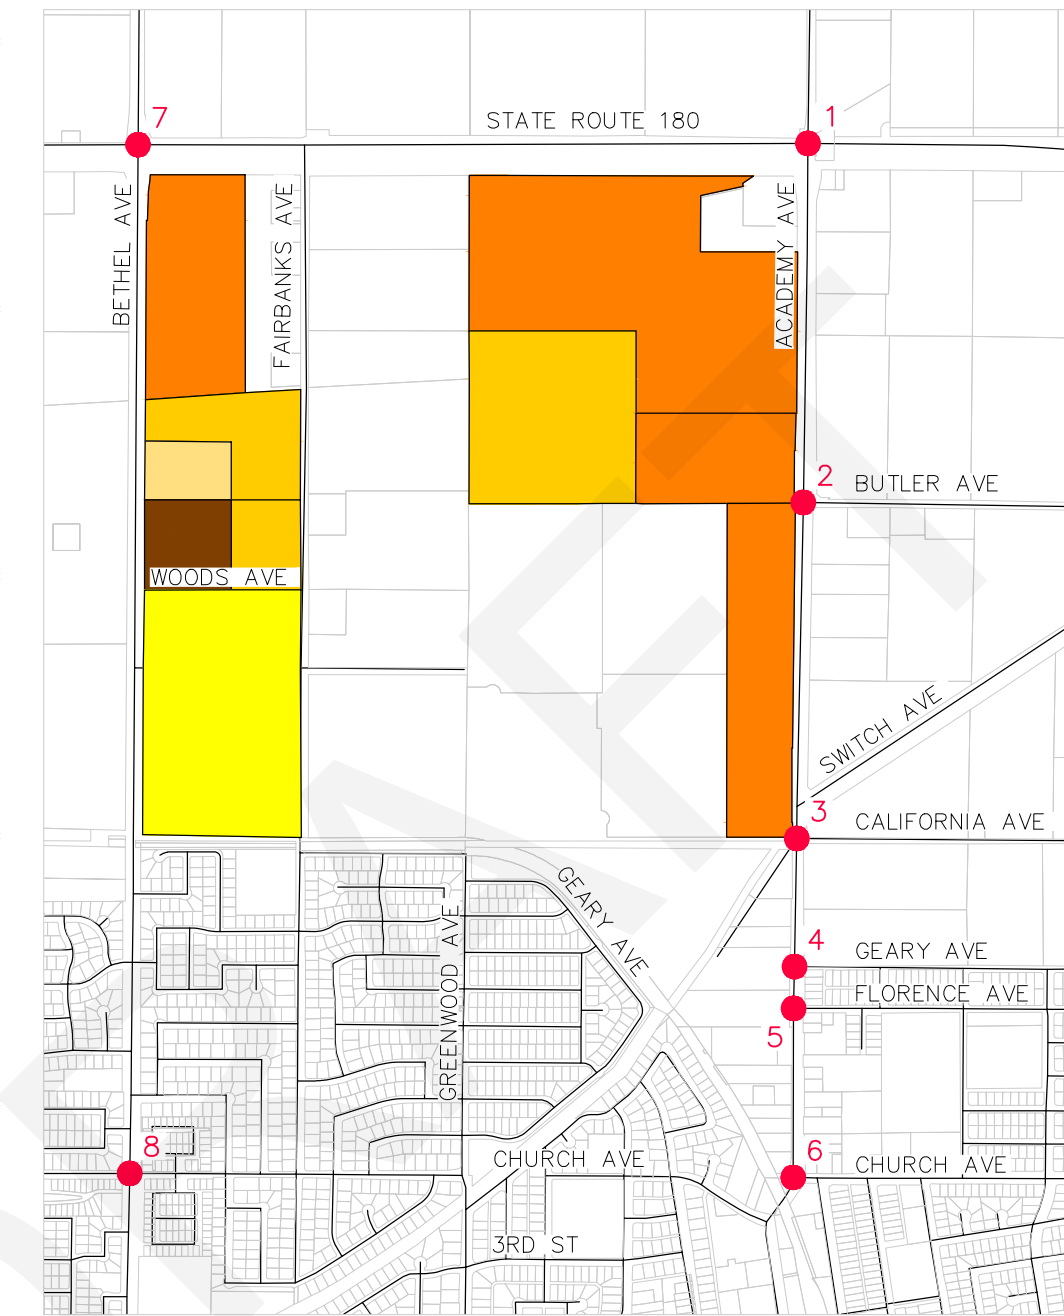 7
STATE ROUTE 180
1
BETHEL AVE
FAIRBANKS AVE
ACADEMY AVE
2
BUTLER AVE
WOODS AVE
SWITCH AVE
3
CALIFORNIA AVE
GEARY AVE
GREENWOOD AVE
4
GEARY AVE
FLORENCE AVE
5
8
CHURCH AVE
6
CHURCH AVE
3RD ST
DRAFT